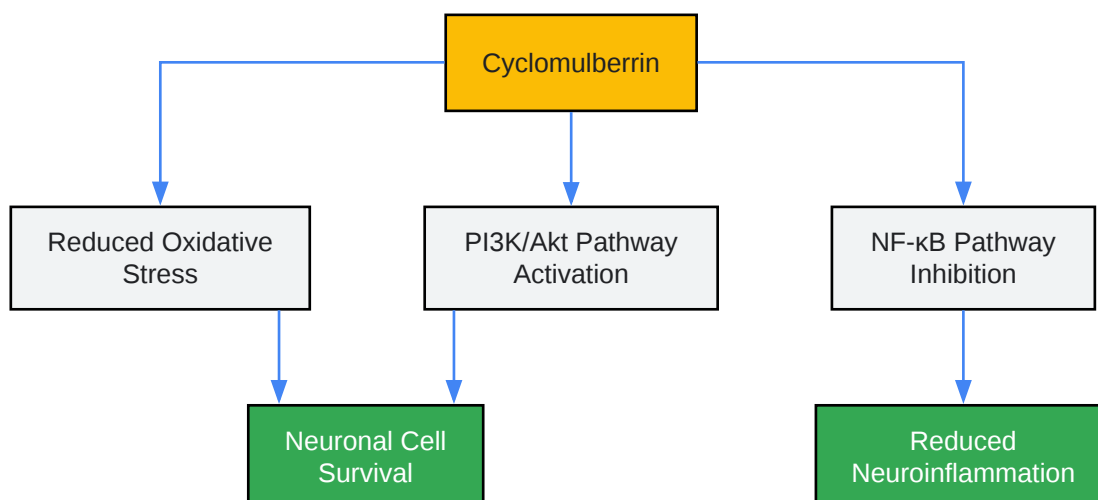 Cyclomulberrin
Reduced Oxidative
Stress
PI3K/Akt Pathway
Activation
NF-κB Pathway
Inhibition
Neuronal Cell
Survival
Reduced
Neuroinflammation